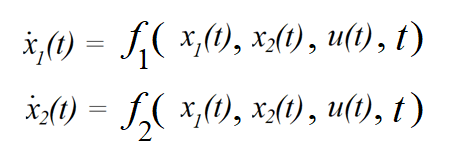 ẋ₁(t) = f₁( x₁(t), x₂(t), u(t), t)
ẋ₂(t) = f₂( x₁(t), x₂(t), u(t), t)